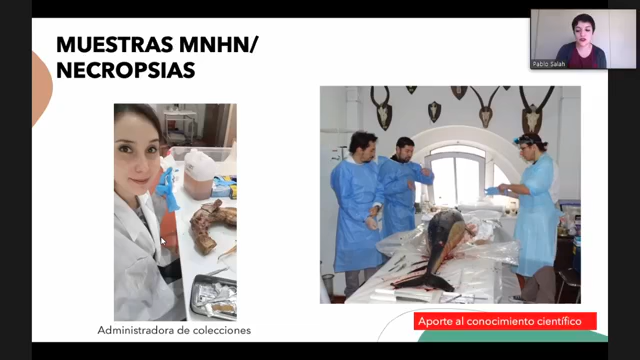 MUESTRAS MNHN/
NECROPSIAS
Pablo Salah
Administradora de colecciones
Aporte al conocimiento científico